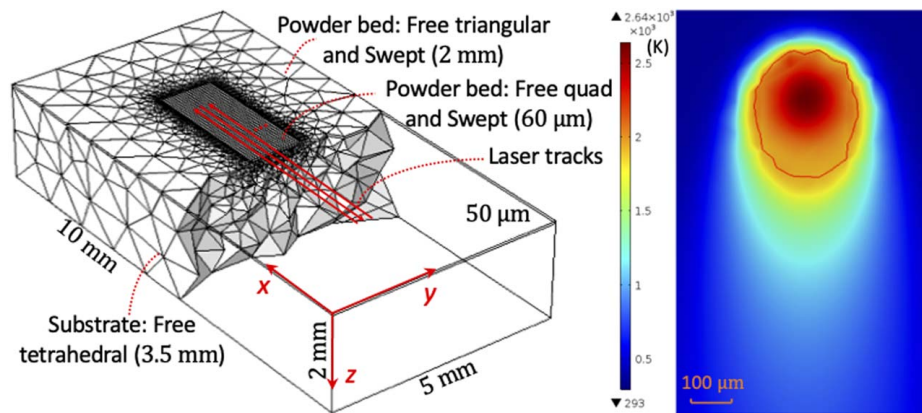 Powder bed: Free triangular
and Swept (2 mm)
Powder bed: Free quad
and Swept (60 μm)
Laser tracks
50 μm
10 mm
x
y
Substrate: Free
tetrahedral (3.5 mm)
2 mm
z
5 mm
▲ 2.64×10³
×10³
(K)
2.5
2
1.5
1
0.5
▼ 293
100 μm